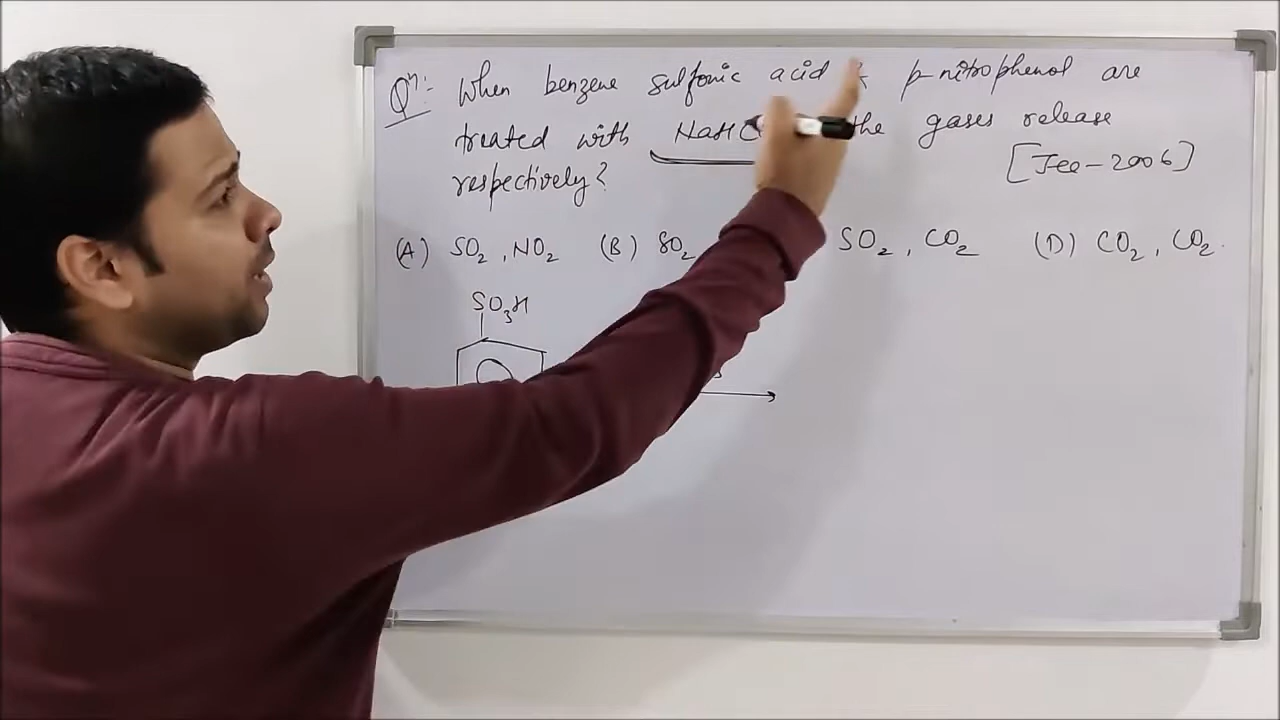 Qn: When benzene sulfonic acid & p-nitrophenol are
treated with the gases release
respectively? [Jee-2006]
(A) SO2, NO2 (B) SO2 SO2, CO2 (D) CO2, CO2.
SO3H